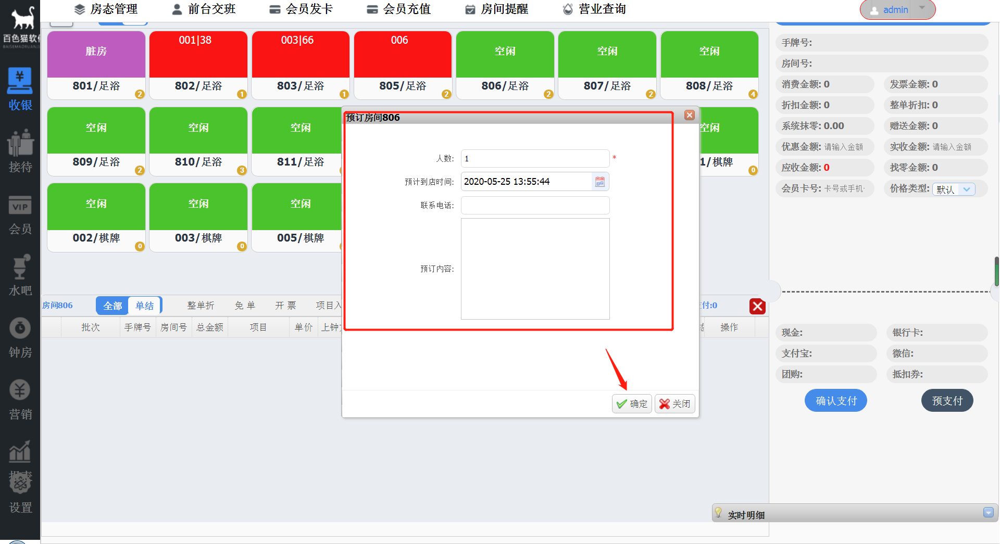 房态管理 前台交班 会员发卡 会员充值 房间提醒 营业查询 admin
百色猫软件
BAISEMAORUANJIAN
收银
接待
VIP
会员
水吧
钟房
营销
报表
设置
脏房 001|38 003|66 006 空闲 空闲 空闲
801/足浴 802/足浴 803/足浴 805/足浴 806/足浴 807/足浴 808/足浴
2 1 1 2 2 2 4
空闲 空闲 空闲 空闲
809/足浴 810/足浴 811/足浴 1/棋牌
2 3 0
空闲 空闲 空闲
002/棋牌 003/棋牌 005/棋牌
0 0
预订房间806
人数: 1 *
预计到店时间: 2020-05-25 13:55:44
联系电话:
预订内容:
确定 关闭
房间806 全部 单结 整单折 免 单 开 票 项目入 付:0
批次 手牌号 房间号 总金额 项目 单价 上钟 操作
手牌号:
房间号:
消费金额: 0 发票金额: 0
折扣金额: 0 整单折扣: 0
系统抹零: 0.00 赠送金额: 0
优惠金额: 请输入金额 实收金额: 请输入金额
应收金额: 0 找零金额: 0
会员卡号: 卡号或手机 价格类型: 默认
现金: 银行卡:
支付宝: 微信:
团购: 抵扣券:
确认支付 预支付
实时明细